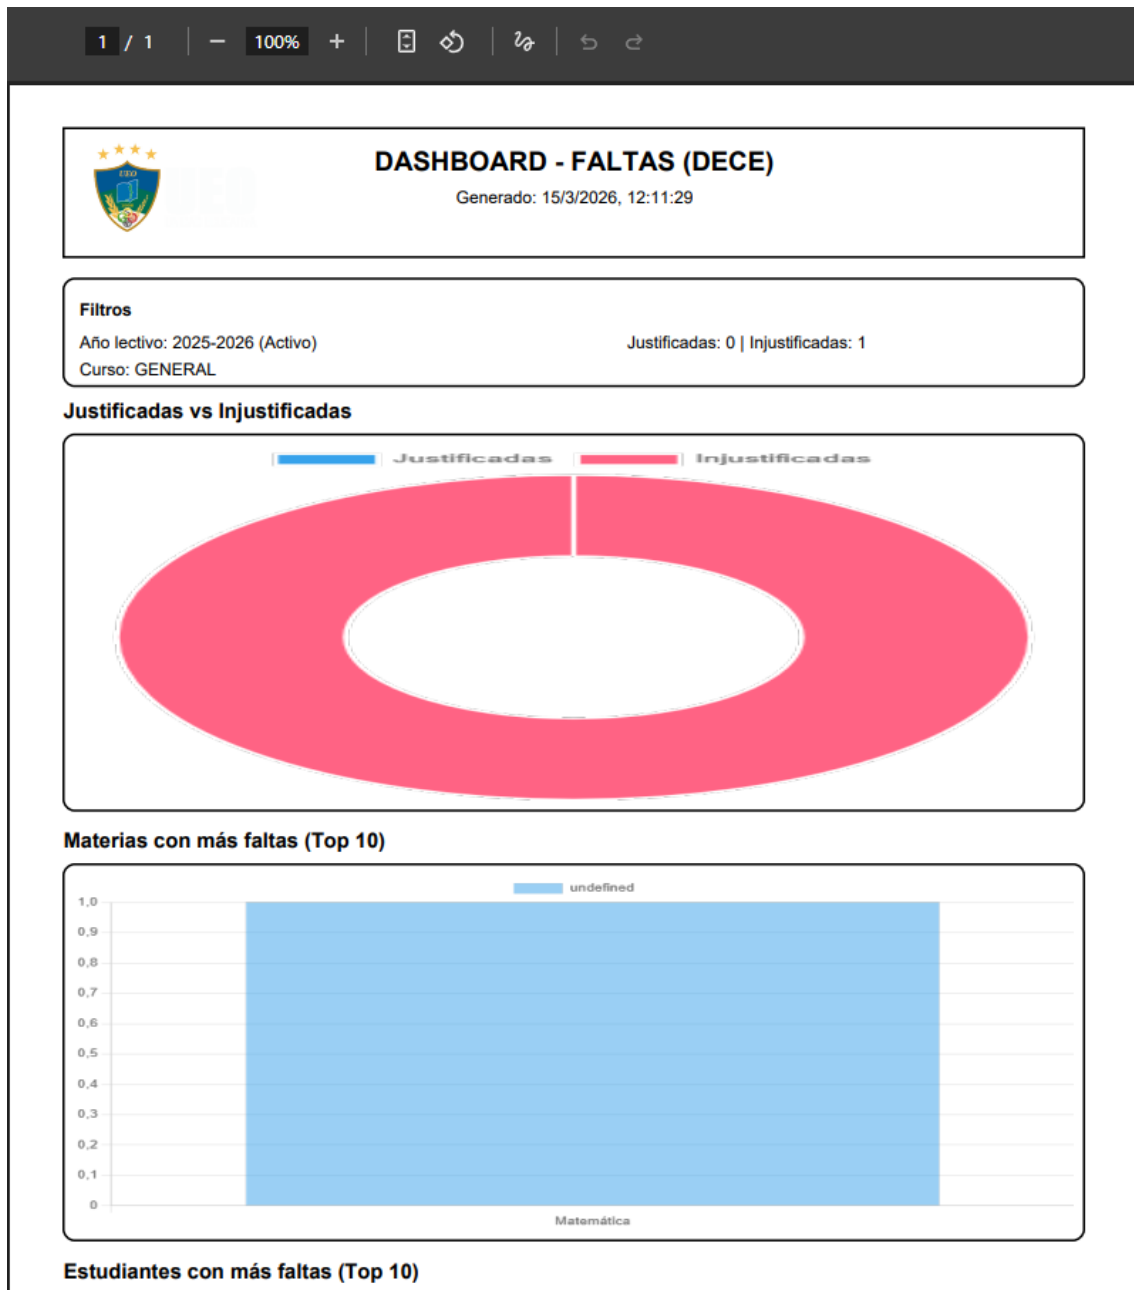 1 / 1 100%
UEO
DASHBOARD - FALTAS (DECE)
Generado: 15/3/2026, 12:11:29
Filtros
Año lectivo: 2025-2026 (Activo) Justificadas: 0 | Injustificadas: 1
Curso: GENERAL
Justificadas vs Injustificadas
Justificadas Injustificadas
Materias con más faltas (Top 10)
undefined
1,0
0,9
0,8
0,7
0,6
0,5
0,4
0,3
0,2
0,1
0
Matemática
Estudiantes con más faltas (Top 10)